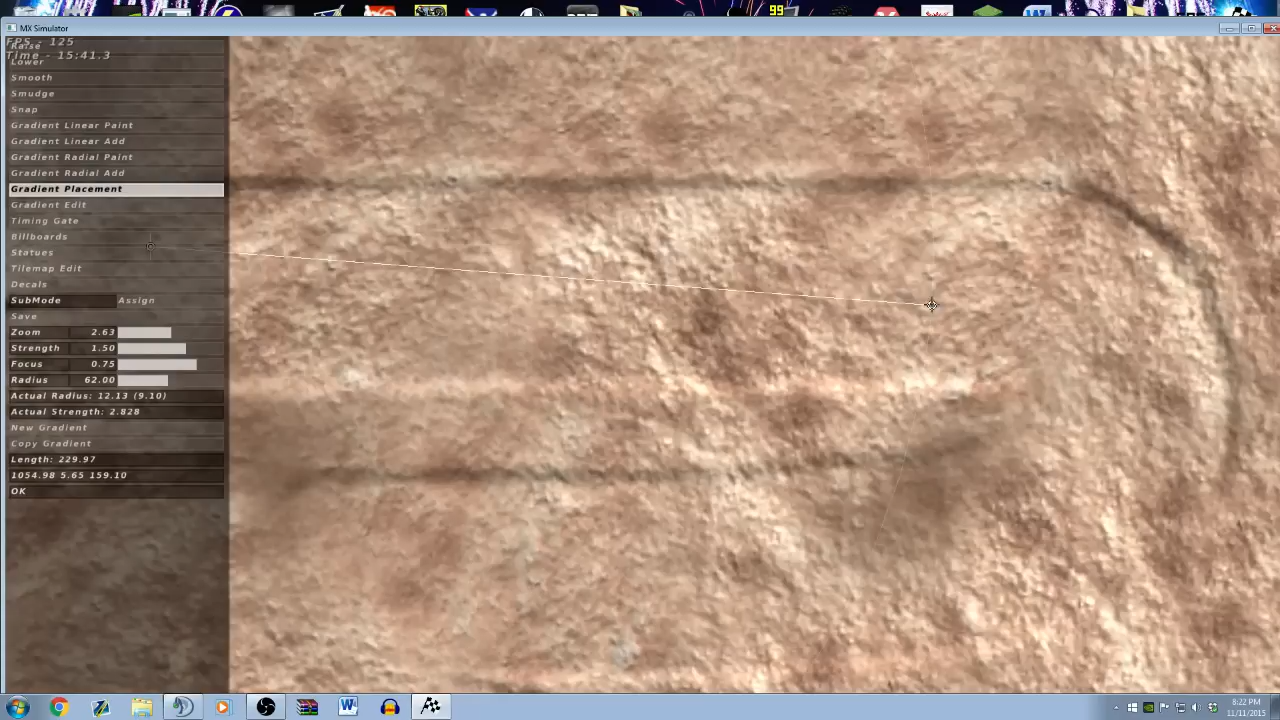 99
MX Simulator
FPS - 125
Raise
Time - 15:41.3
Lower
Smooth
Smudge
Snap
Gradient Linear Paint
Gradient Linear Add
Gradient Radial Paint
Gradient Radial Add
Gradient Placement
Gradient Edit
Timing Gate
Billboards
Statues
Tilemap Edit
Decals
SubMode Assign
Save
Zoom 2.63
Strength 1.50
Focus 0.75
Radius 62.00
Actual Radius: 12.13 (9.10)
Actual Strength: 2.828
New Gradient
Copy Gradient
Length: 229.97
1054.98 5.65 159.10
OK
8:22 PM
11/11/2015